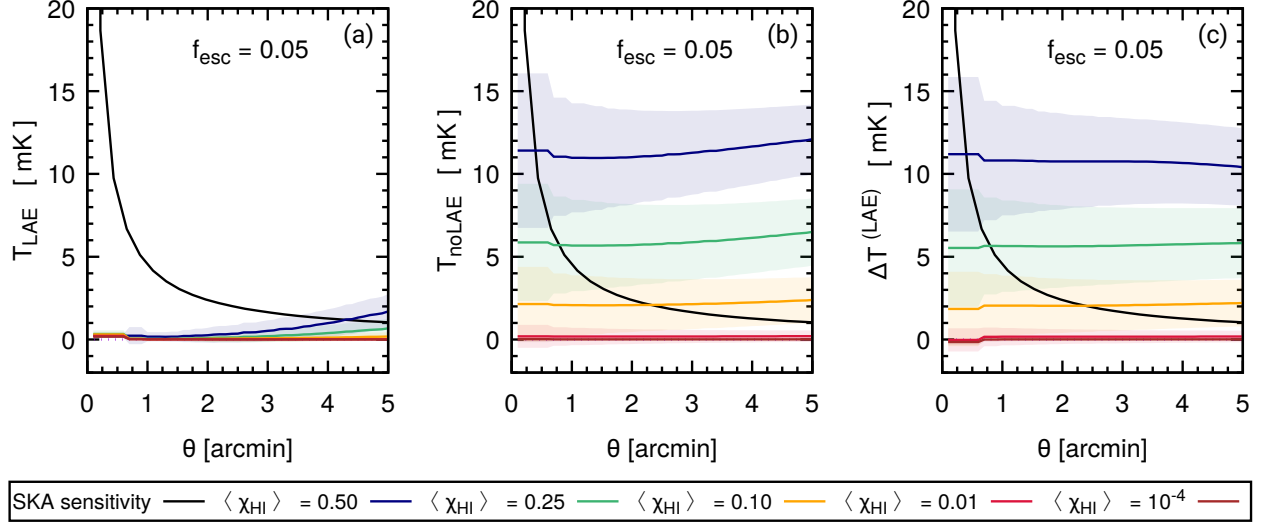 20
15
10
5
0
T_LAE [ mK ]
f_esc = 0.05
(a)
0 1 2 3 4 5
θ [arcmin]
20
15
10
5
0
T_noLAE [ mK ]
f_esc = 0.05
(b)
0 1 2 3 4 5
θ [arcmin]
20
15
10
5
0
ΔT^(LAE) [ mK ]
f_esc = 0.05
(c)
0 1 2 3 4 5
θ [arcmin]
SKA sensitivity ⟨ χ_HI ⟩ = 0.50 ⟨ χ_HI ⟩ = 0.25 ⟨ χ_HI ⟩ = 0.10 ⟨ χ_HI ⟩ = 0.01 ⟨ χ_HI ⟩ = 10^-4